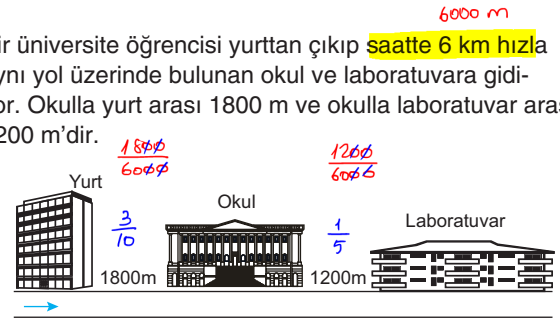 6000 m
ir üniversite öğrencisi yurttan çıkıp saatte 6 km hızla
ynı yol üzerinde bulunan okul ve laboratuvara gidi-
or. Okulla yurt arası 1800 m ve okulla laboratuvar aras
200 m'dir.
1800
6000
1200
6000
Yurt
Okul
Laboratuvar
3
10
1
5
1800m
1200m